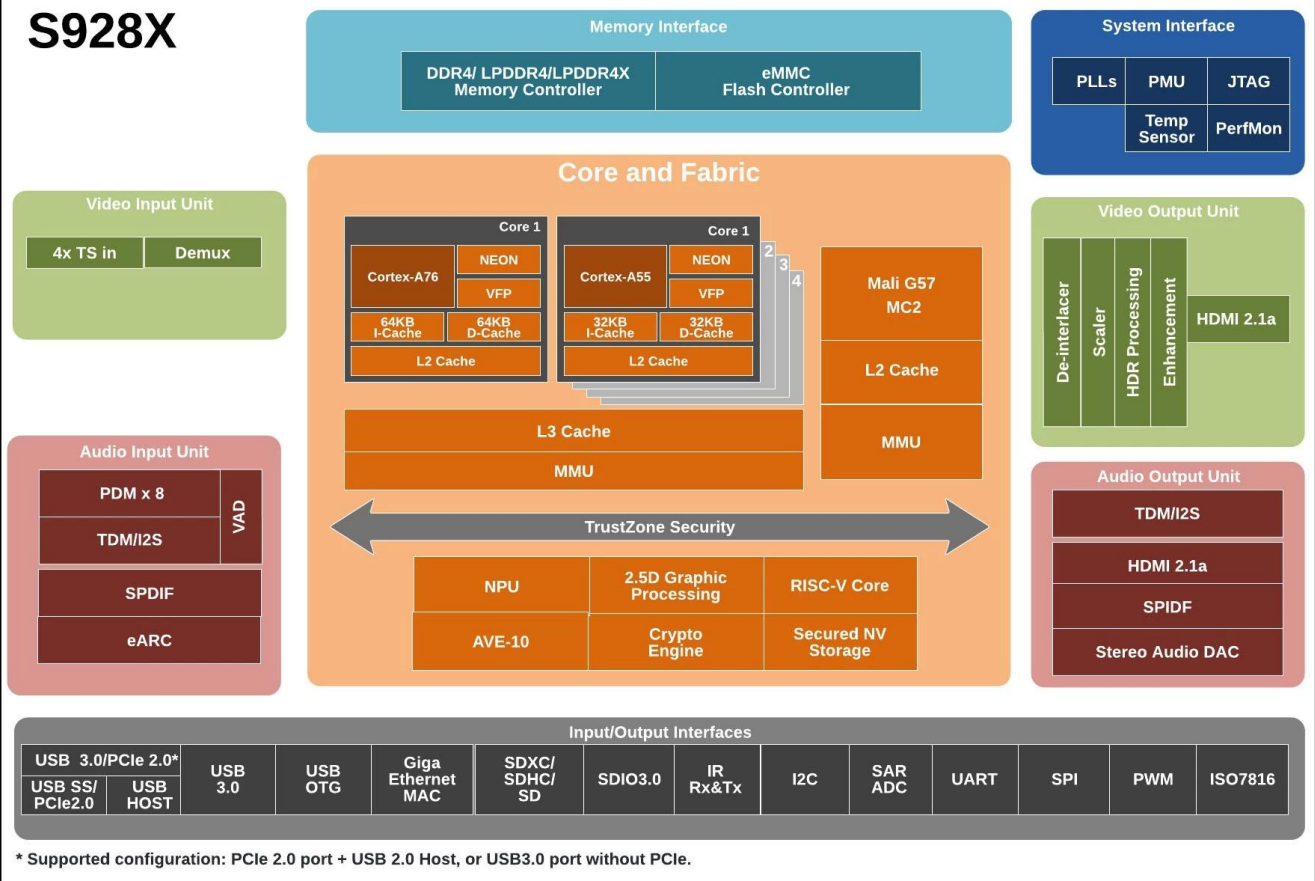 S928X
Memory Interface
DDR4/ LPDDR4/LPDDR4X
Memory Controller
eMMC
Flash Controller
System Interface
PLLs
PMU
JTAG
Temp
Sensor
PerfMon
Video Input Unit
4x TS in
Demux
Core and Fabric
Core 1
Cortex-A76
NEON
VFP
64KB
I-Cache
64KB
D-Cache
L2 Cache
Core 1
2
3
4
Cortex-A55
NEON
VFP
32KB
I-Cache
32KB
D-Cache
L2 Cache
Mali G57
MC2
L2 Cache
MMU
L3 Cache
MMU
TrustZone Security
NPU
2.5D Graphic
Processing
RISC-V Core
AVE-10
Crypto
Engine
Secured NV
Storage
Video Output Unit
De-interlacer
Scaler
HDR Processing
Enhancement
HDMI 2.1a
Audio Input Unit
PDM x 8
TDM/I2S
VAD
SPDIF
eARC
Audio Output Unit
TDM/I2S
HDMI 2.1a
SPIDF
Stereo Audio DAC
Input/Output Interfaces
USB 3.0/PCIe 2.0*
USB SS/
PCIe2.0
USB
HOST
USB
3.0
USB
OTG
Giga
Ethernet
MAC
SDXC/
SDHC/
SD
SDIO3.0
IR
Rx&Tx
I2C
SAR
ADC
UART
SPI
PWM
ISO7816
* Supported configuration: PCIe 2.0 port + USB 2.0 Host, or USB3.0 port without PCIe.